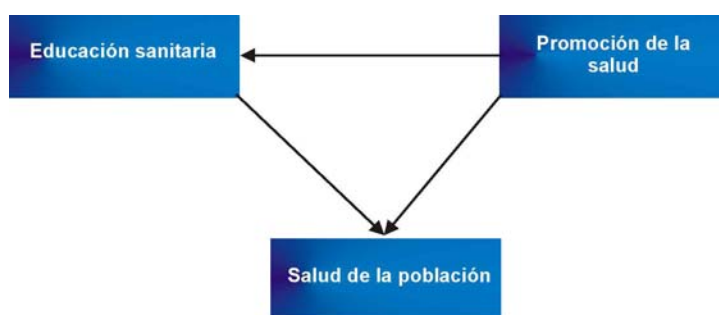 Educación sanitaria
Promoción de la
salud
Salud de la población